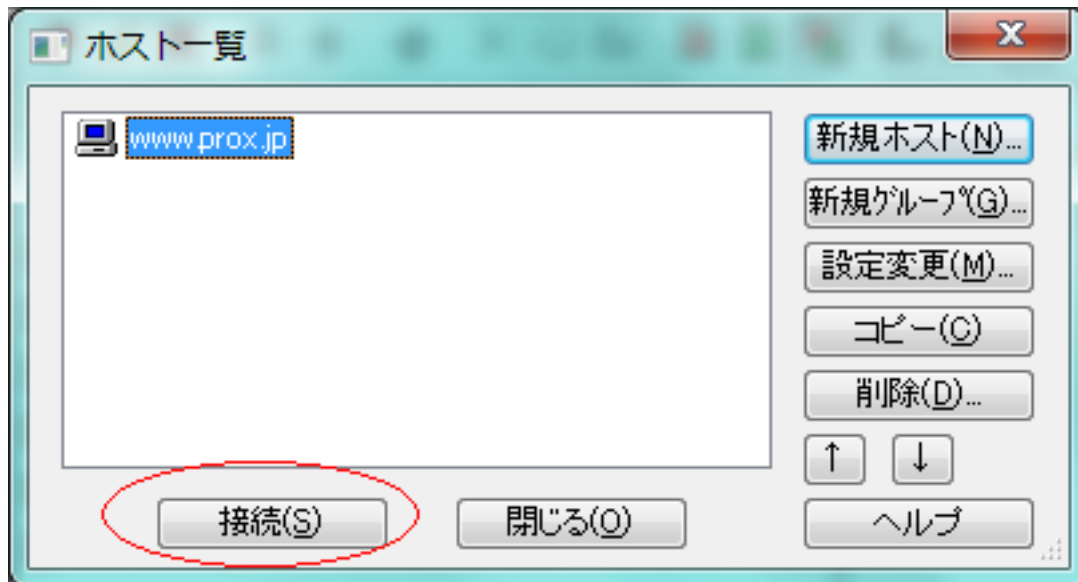 ホスト一覧
www.prox.jp
新規ホスト(N)...
新規ｸﾞﾙｰﾌﾟ(G)...
設定変更(M)...
コピー(C)
削除(D)...
↑ ↓
接続(S) 閉じる(O) ヘルプ